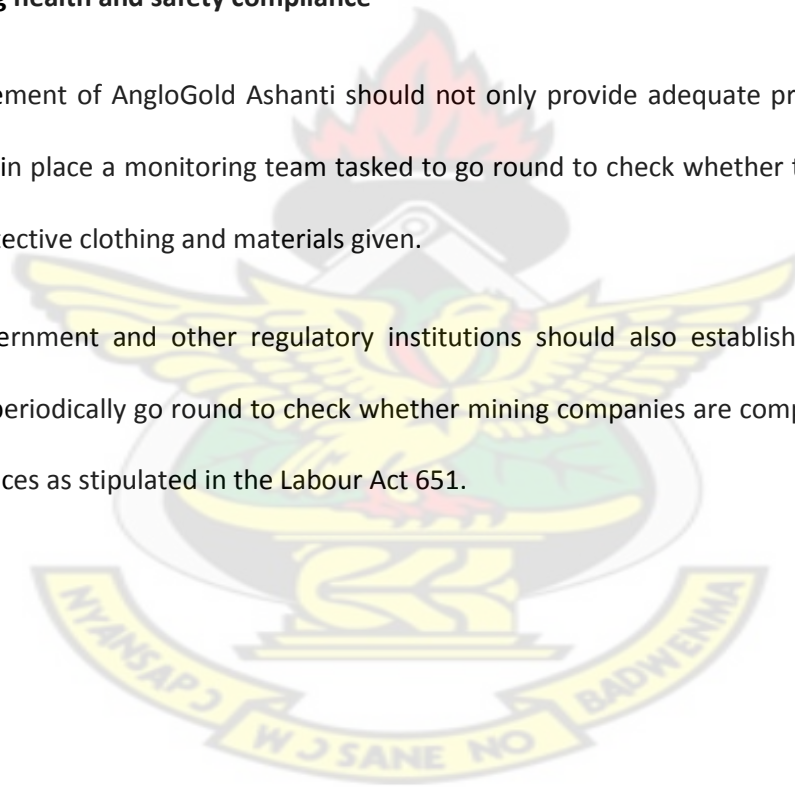 g health and safety compliance
ement of AngloGold Ashanti should not only provide adequate pr
in place a monitoring team tasked to go round to check whether t
tective clothing and materials given.
ernment and other regulatory institutions should also establish
periodically go round to check whether mining companies are comp
ces as stipulated in the Labour Act 651.
NYANSAPƆ
WƆSANE NO
BADWENMA